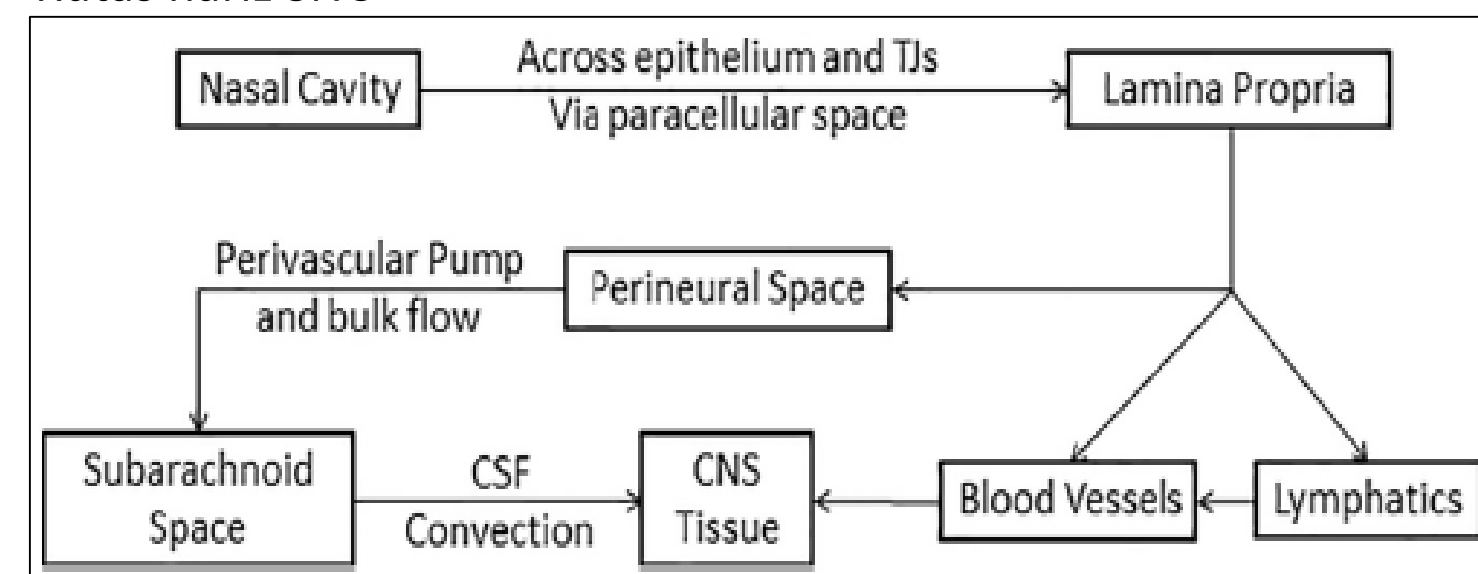 Nasal Cavity
Across epithelium and TJs
Via paracellular space
Lamina Propria
Perivascular Pump
and bulk flow
Perineural Space
Subarachnoid
Space
CSF
Convection
CNS
Tissue
Blood Vessels
Lymphatics